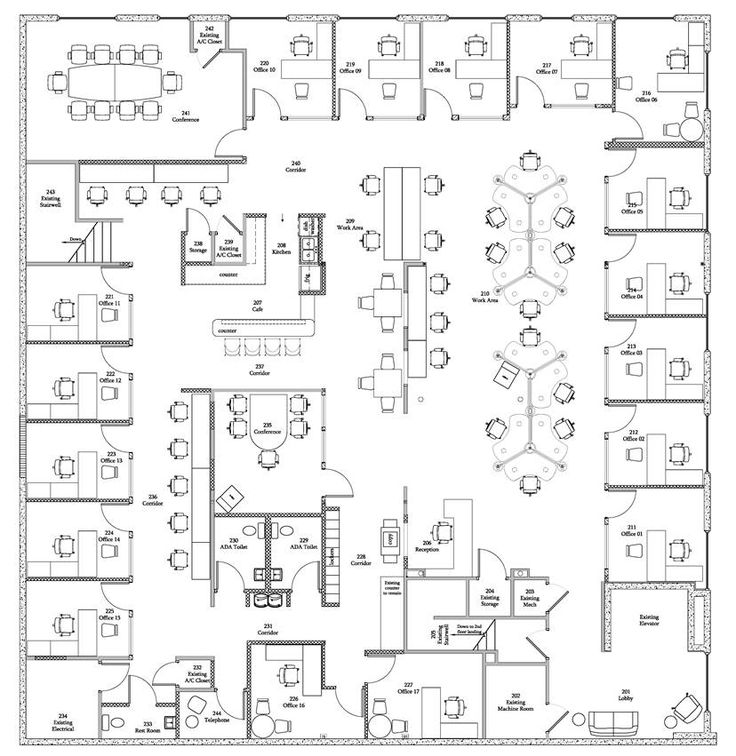 242
Existing
A/C Closet
220
Office 10
219
Office 09
218
Office 08
217
Office 07
216
Office 06
241
Conference
243
Existing
Stairwell
Down
240
Corridor
238
Storage
239
Existing
A/C Closet
208
Kitchen
dish
washer
frig
counter
209
Work Area
210
Work Area
215
Office 05
214
Office 04
213
Office 03
212
Office 02
211
Office 01
207
Cafe
counter
237
Corridor
221
Office 11
222
Office 12
223
Office 13
224
Office 14
225
Office 15
235
Conference
236
Corridor
230
ADA Toilet
229
ADA Toilet
lockers
228
Corridor
copy
206
Reception
Existing
counter
to remain
204
Existing
Storage
203
Existing
Mech
205
Existing
Stairwell
Down to 2nd
floor landing
Existing
Elevator
231
Corridor
232
Existing
A/C Closet
234
Existing
Electrical
233
Rest Room
244
Telephone
226
Office 16
227
Office 17
202
Existing
Machine Room
201
Lobby